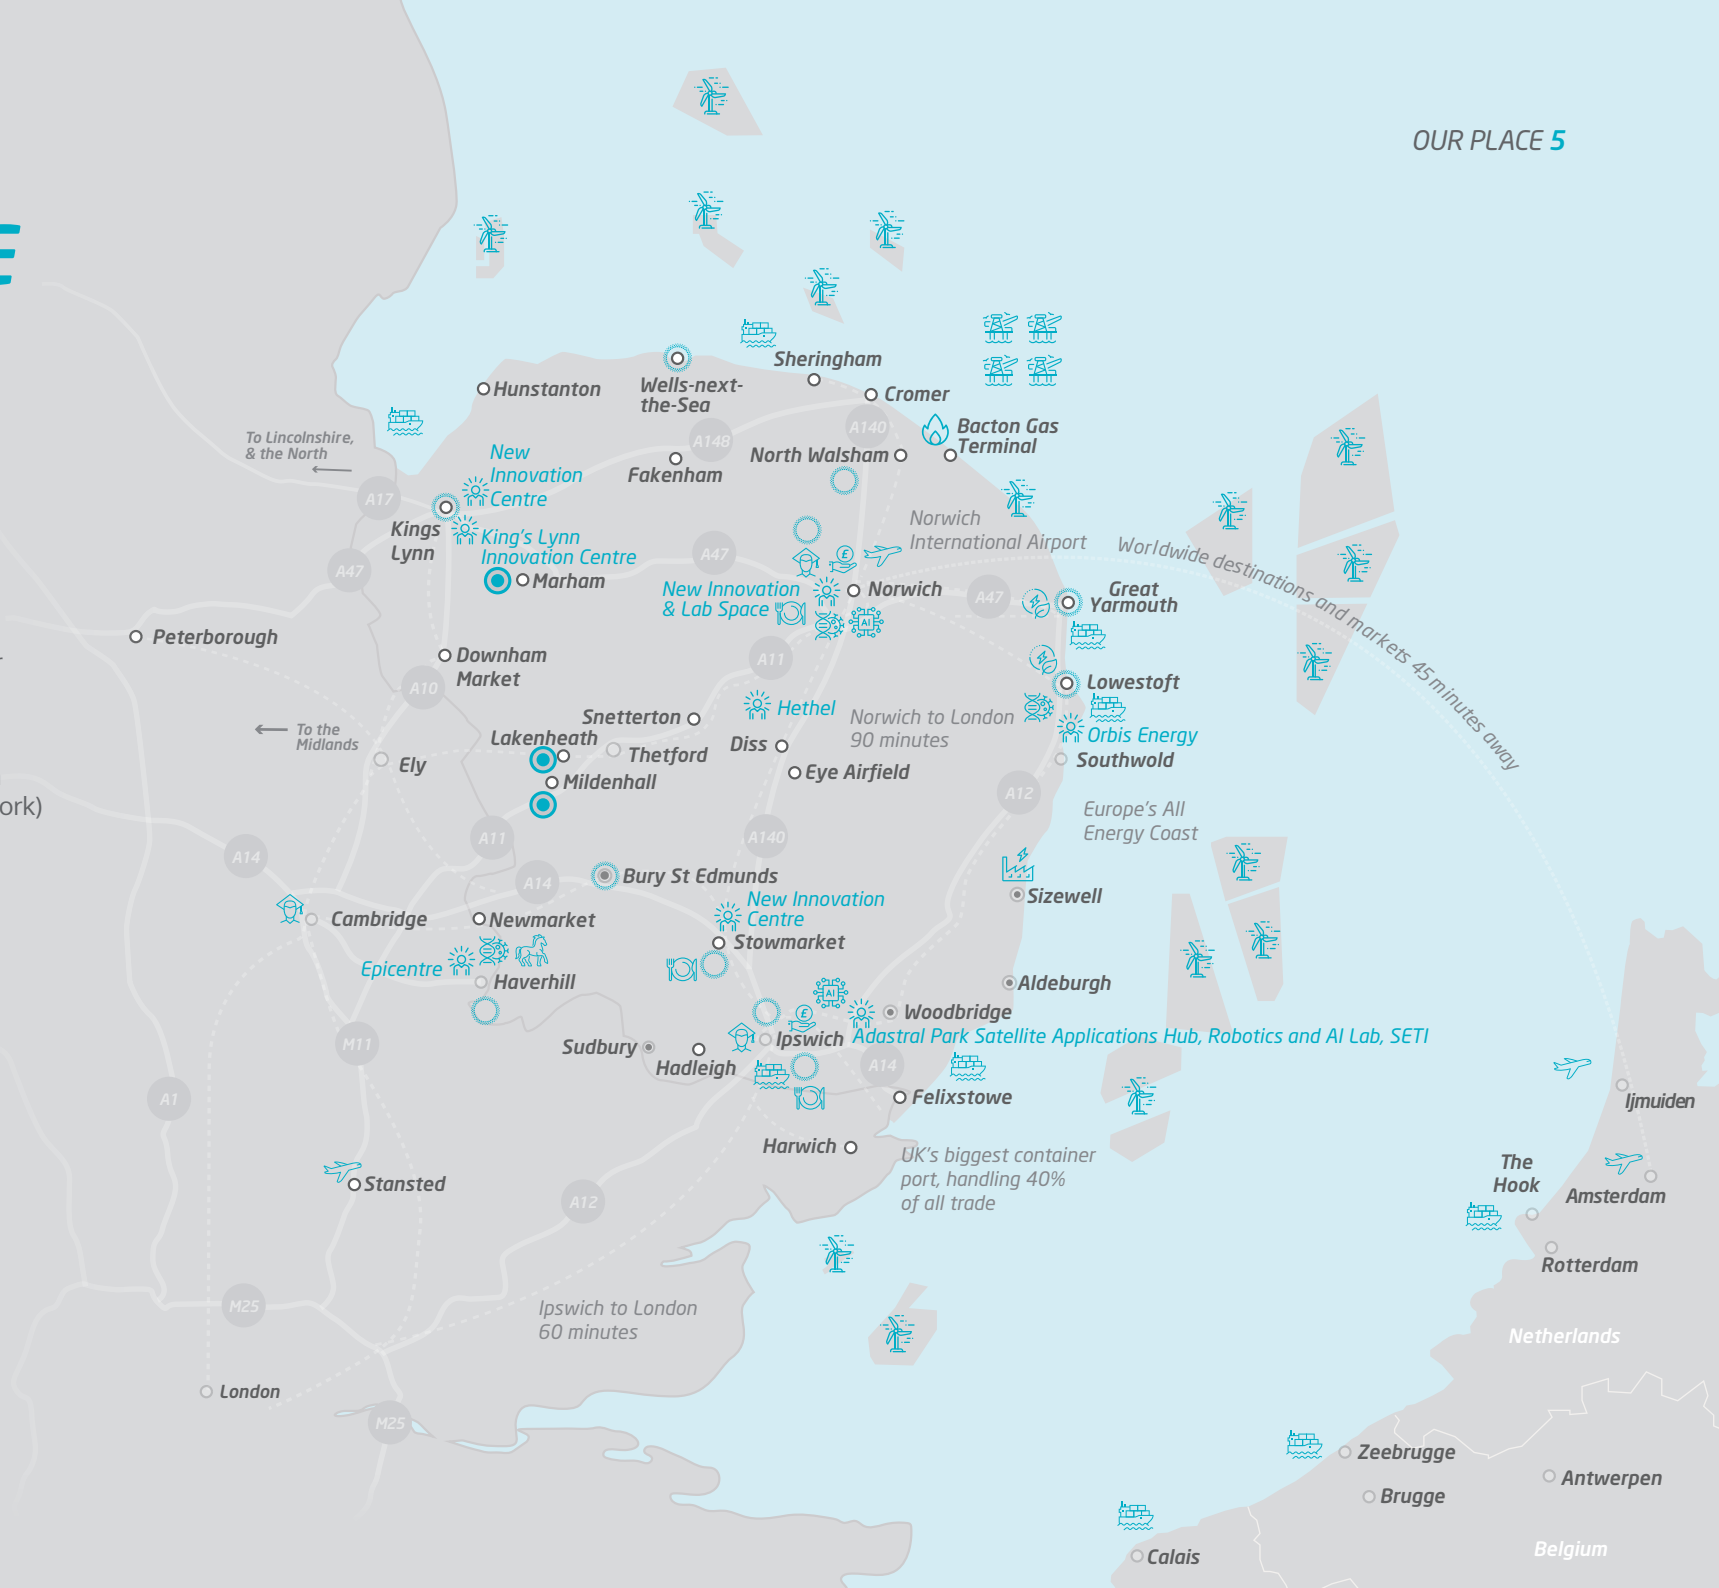 OUR PLACE 5
E
Sheringham
Hunstanton
Wells-next-
the-Sea
Cromer
A140
Bacton Gas
Terminal
To Lincolnshire,
& the North
A148
North Walsham
New
Innovation
Centre
Fakenham
A17
Kings
Lynn
King's Lynn
Innovation Centre
Norwich
International Airport
Worldwide destinations and markets 45 minutes away
A47
A47
Marham
New Innovation
& Lab Space
£
AI
Norwich
A47
Great
Yarmouth
Peterborough
Downham
Market
A11
A10
Lowestoft
Snetterton
Hethel
Norwich to London
90 minutes
Orbis Energy
To the
Midlands
Lakenheath
Thetford
Diss
Southwold
Ely
Eye Airfield
Mildenhall
A12
ork)
Europe's All
Energy Coast
A11
A140
A14
A14
Bury St Edmunds
Sizewell
New Innovation
Centre
Cambridge
Newmarket
Stowmarket
Epicentre
Haverhill
Aldeburgh
AI
£
Woodbridge
M11
Sudbury
Ipswich
Adastral Park Satellite Applications Hub, Robotics and AI Lab, SETI
Hadleigh
A14
A1
Felixstowe
Ijmuiden
Harwich
UK's biggest container
port, handling 40%
of all trade
The
Hook
Stansted
Amsterdam
A12
Rotterdam
M25
Ipswich to London
60 minutes
Netherlands
London
M25
Zeebrugge
Antwerpen
Brugge
Calais
Belgium